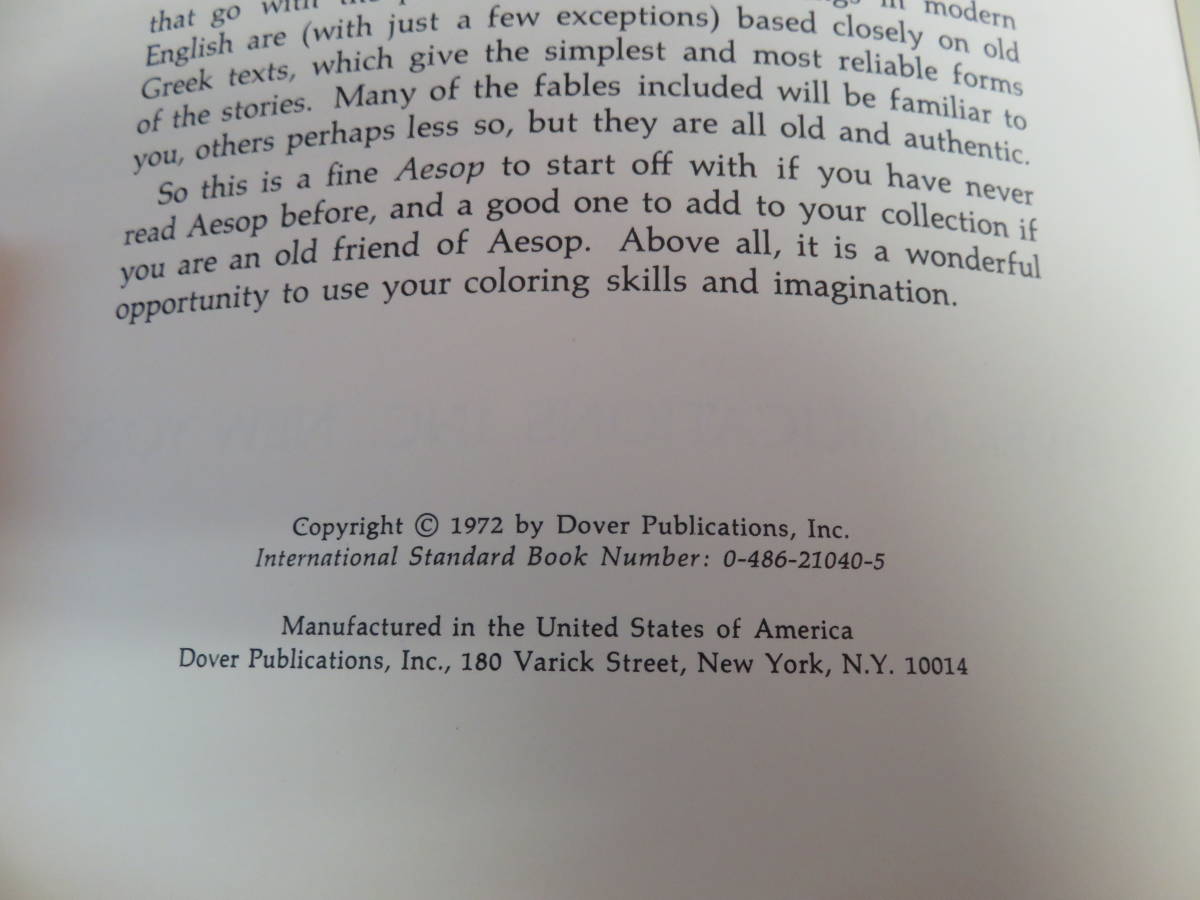 that go with the
in modern
English are (with just a few exceptions) based closely on old
Greek texts, which give the simplest and most reliable forms
of the stories. Many of the fables included will be familiar to
you, others perhaps less so, but they are all old and authentic.
So this is a fine Aesop to start off with if you have never
read Aesop before, and a good one to add to your collection if
you are an old friend of Aesop. Above all, it is a wonderful
opportunity to use your coloring skills and imagination.
Copyright © 1972 by Dover Publications, Inc.
International Standard Book Number: 0-486-21040-5
Manufactured in the United States of America
Dover Publications, Inc., 180 Varick Street, New York, N.Y. 10014